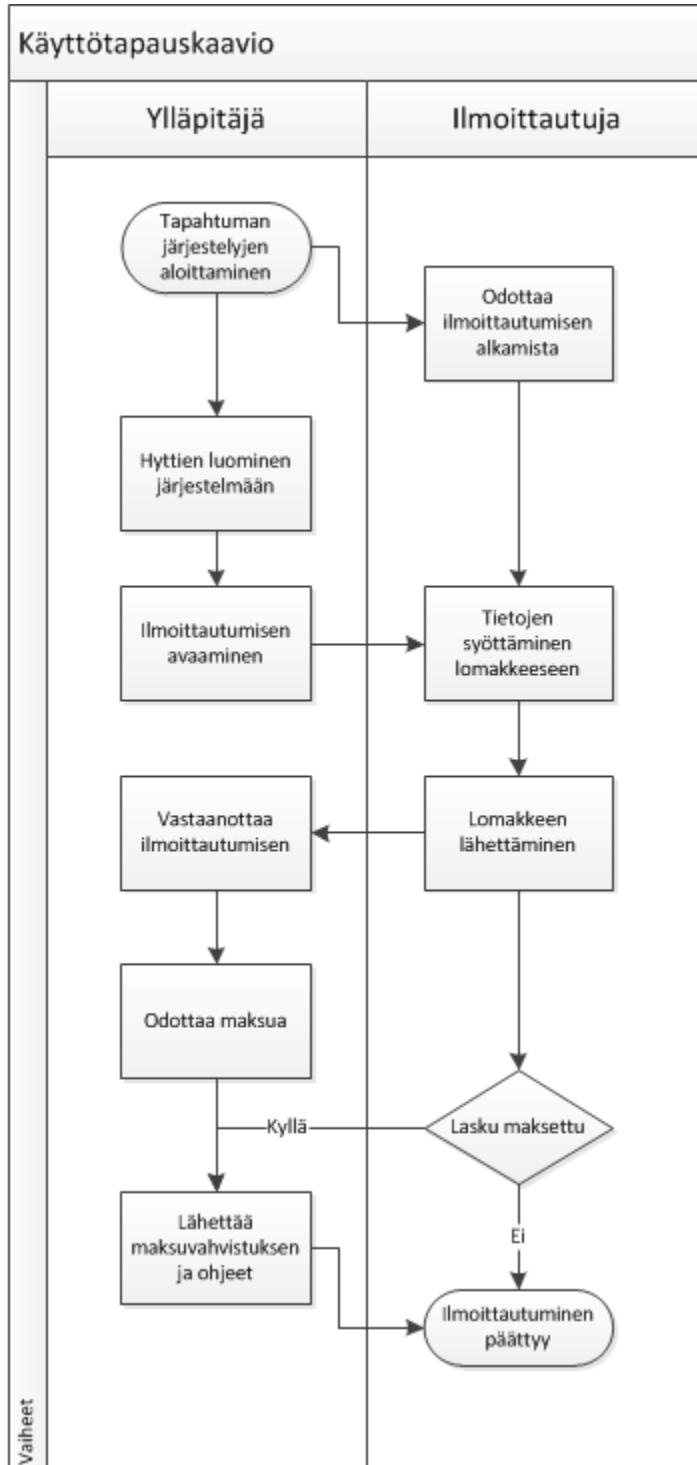 Käyttötapauskaavio
Ylläpitäjä
Ilmoittautuja
Tapahtuman
järjestelyjen
aloittaminen
Odottaa
ilmoittautumisen
alkamista
Hyttien luominen
järjestelmään
Ilmoittautumisen
avaaminen
Tietojen
syöttäminen
lomakkeeseen
Vastaanottaa
ilmoittautumisen
Lomakkeen
lähettäminen
Odottaa maksua
Kyllä
Lasku maksettu
Lähettää
maksuvahvistuksen
ja ohjeet
Ei
Ilmoittautuminen
päättyy
Vaiheet